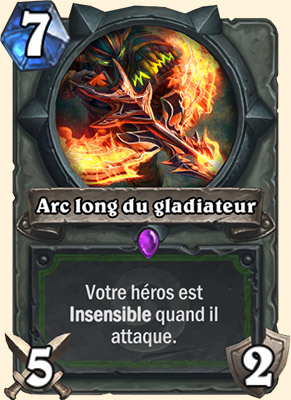 7
Arc long du gladiateur
Votre héros est
Insensible quand il
attaque.
5
2